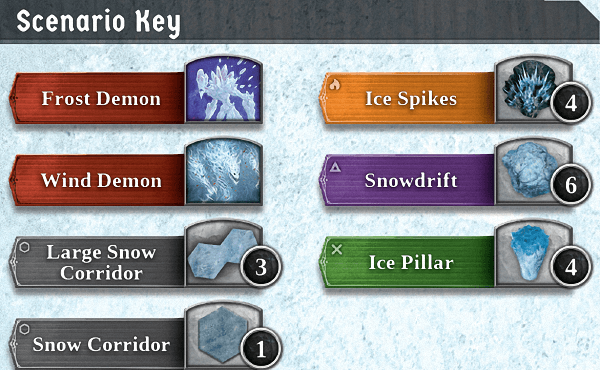 Scenario Key
Frost Demon
Wind Demon
Large Snow
Corridor
3
Snow Corridor
1
Ice Spikes
4
Snowdrift
6
Ice Pillar
4